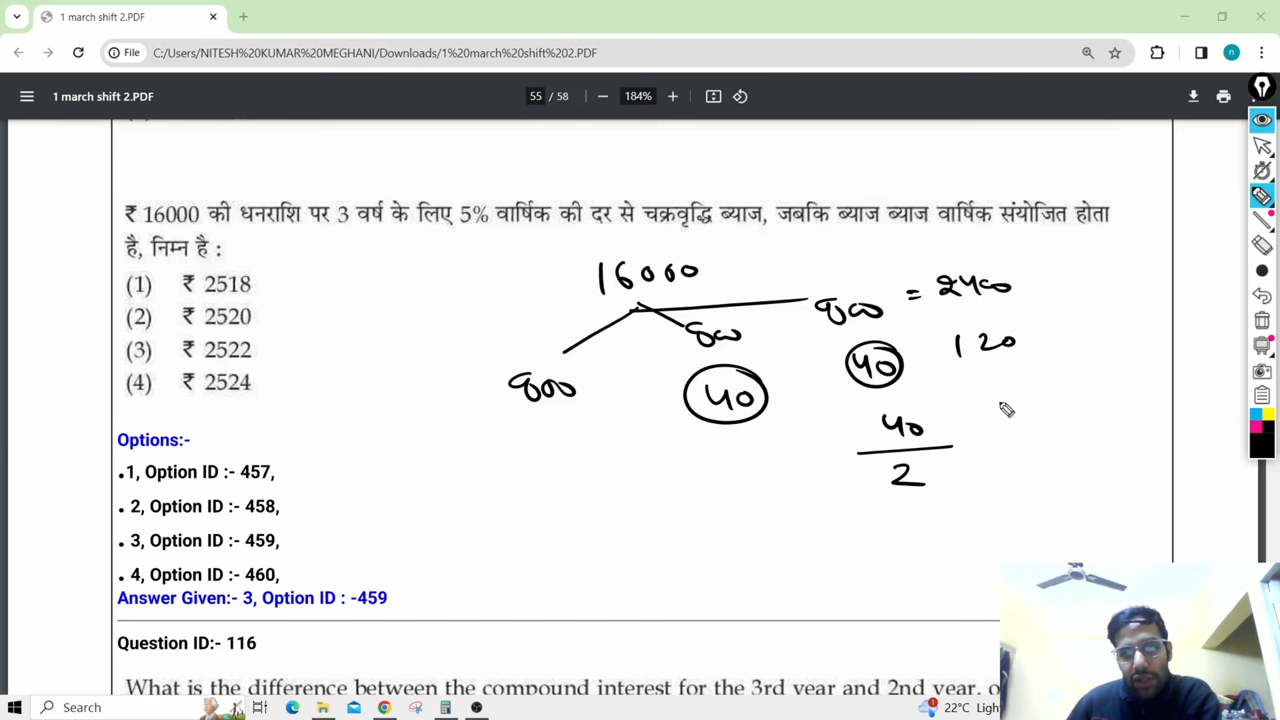 1 march shift 2.PDF
File
C:/Users/NITESH%20KUMAR%20MEGHANI/Downloads/1%20march%20shift%202.PDF
n
1 march shift 2.PDF
55 / 58
184%
₹ 16000 की धनराशि पर 3 वर्ष के लिए 5% वार्षिक की दर से चक्रवृद्धि ब्याज, जबकि ब्याज ब्याज वार्षिक संयोजित होता
है, निम्न है :
(1) ₹ 2518
(2) ₹ 2520
(3) ₹ 2522
(4) ₹ 2524
16000
800 = 2400
800
40 120
800
40
40
2
Options:-
.1, Option ID :- 457,
. 2, Option ID :- 458,
. 3, Option ID :- 459,
. 4, Option ID :- 460,
Answer Given:- 3, Option ID : -459
Question ID:- 116
What is the difference between the compound interest for the 3rd year and 2nd year, o
Search
1
22°C Ligh